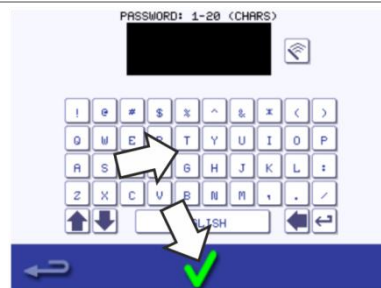 PASSWORD: 1-20 (CHARS)
! @ # $ % ^ & * ( )
Q W E R T Y U I O P
A S G H J K L :
Z X C V B N M , . /